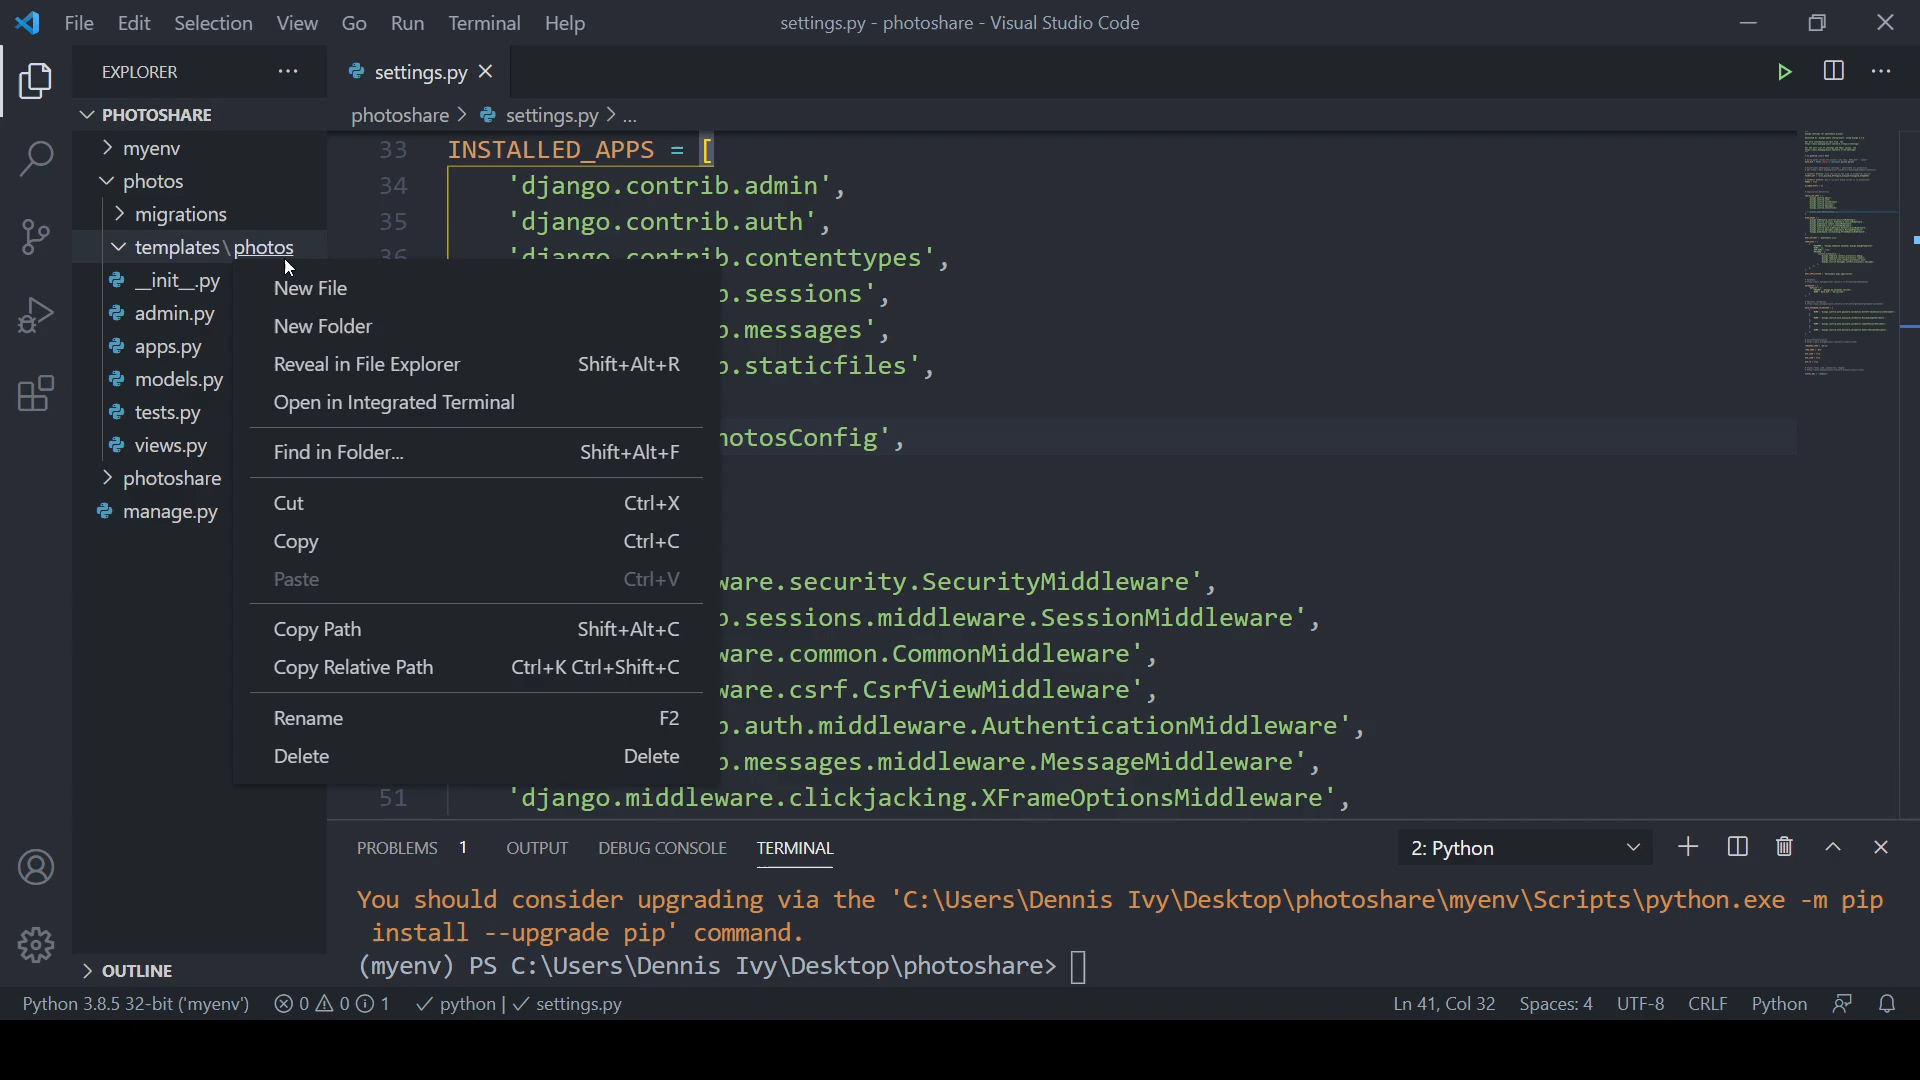 File Edit Selection View Go Run Terminal Help
settings.py - photoshare - Visual Studio Code
EXPLORER
settings.py
PHOTOSHARE
photoshare > settings.py > ...
myenv
photos
migrations
templates\photos
__init__.py
admin.py
apps.py
models.py
tests.py
views.py
photoshare
manage.py
OUTLINE
33 INSTALLED_APPS = [
34 'django.contrib.admin',
35 'django.contrib.auth',
36 'django.contrib.contenttypes',
b.sessions',
b.messages',
b.staticfiles',
hotosConfig',
ware.security.SecurityMiddleware',
b.sessions.middleware.SessionMiddleware',
ware.common.CommonMiddleware',
ware.csrf.CsrfViewMiddleware',
b.auth.middleware.AuthenticationMiddleware',
b.messages.middleware.MessageMiddleware',
51 'django.middleware.clickjacking.XFrameOptionsMiddleware',
New File
New Folder
Reveal in File Explorer Shift+Alt+R
Open in Integrated Terminal
Find in Folder... Shift+Alt+F
Cut Ctrl+X
Copy Ctrl+C
Paste Ctrl+V
Copy Path Shift+Alt+C
Copy Relative Path Ctrl+K Ctrl+Shift+C
Rename F2
Delete Delete
PROBLEMS 1 OUTPUT DEBUG CONSOLE TERMINAL 2: Python
You should consider upgrading via the 'C:\Users\Dennis Ivy\Desktop\photoshare\myenv\Scripts\python.exe -m pip
install --upgrade pip' command.
(myenv) PS C:\Users\Dennis Ivy\Desktop\photoshare>
Python 3.8.5 32-bit ('myenv') 0 0 1 python | settings.py Ln 41, Col 32 Spaces: 4 UTF-8 CRLF Python